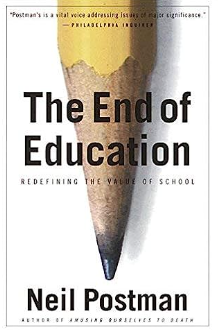 "Postman's is a vital voice addressing issues of major significance."
— PHILADELPHIA INQUIRER
The End of
Education
REDEFINING THE VALUE OF SCHOOL
Neil Postman
AUTHOR OF AMUSING OURSELVES TO DEATH